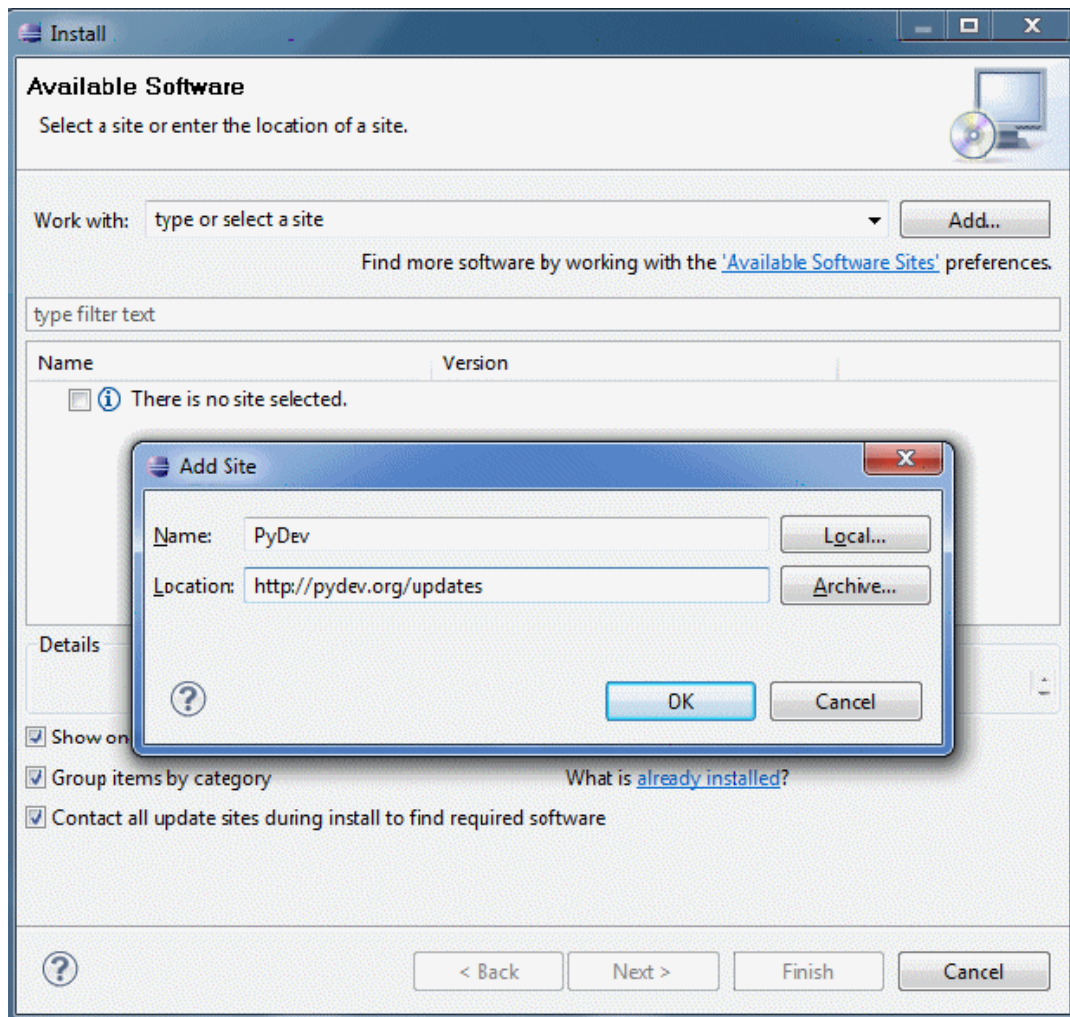 Install
Available Software
Select a site or enter the location of a site.
Work with: type or select a site Add...
Find more software by working with the 'Available Software Sites' preferences.
type filter text
Name Version
There is no site selected.
Add Site
Name: PyDev Local...
Location: http://pydev.org/updates Archive...
OK Cancel
Details
Show on
Group items by category What is already installed?
Contact all update sites during install to find required software
< Back Next > Finish Cancel